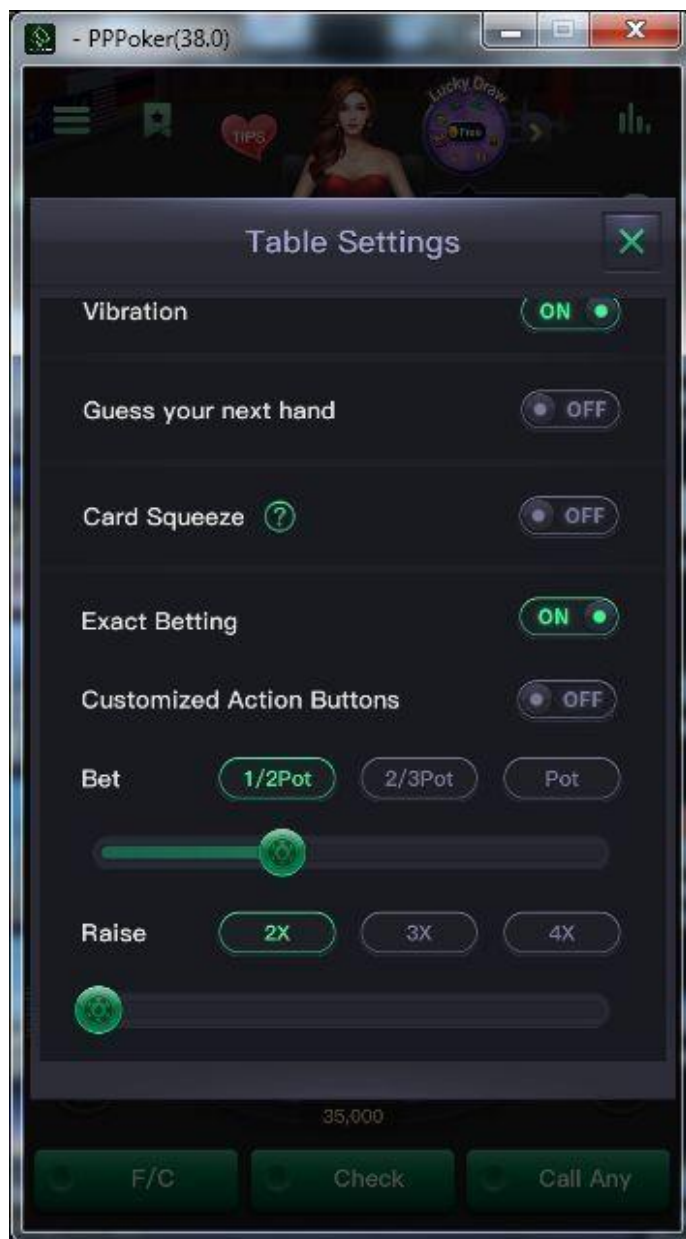 - PPPoker(38.0)
Lucky Draw
TIPS
Free
Table Settings
Vibration ON
Guess your next hand OFF
Card Squeeze ? OFF
Exact Betting ON
Customized Action Buttons OFF
Bet 1/2Pot 2/3Pot Pot
Raise 2X 3X 4X
35,000
F/C Check Call Any